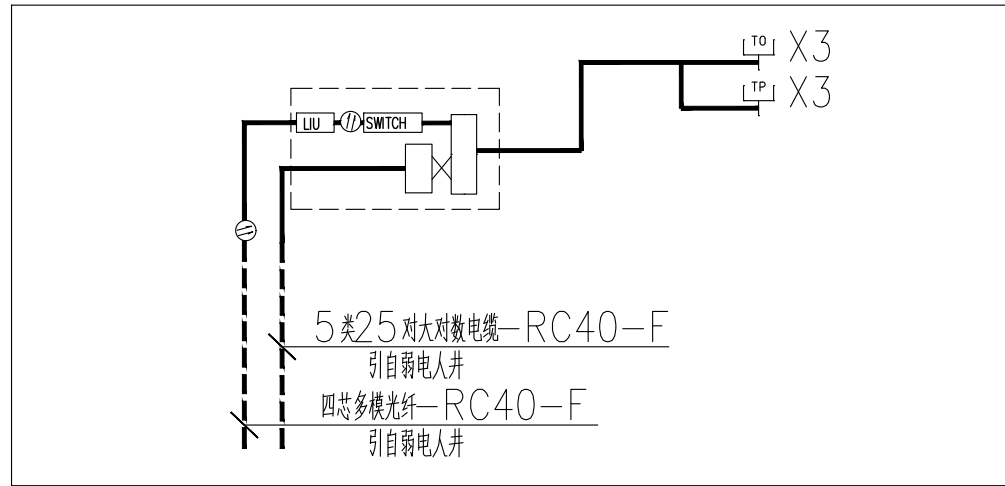 TO X3
TP X3
LIU SWITCH
5类25对大对数电缆-RC40-F
引自弱电人井
四芯多模光纤-RC40-F
引自弱电人井